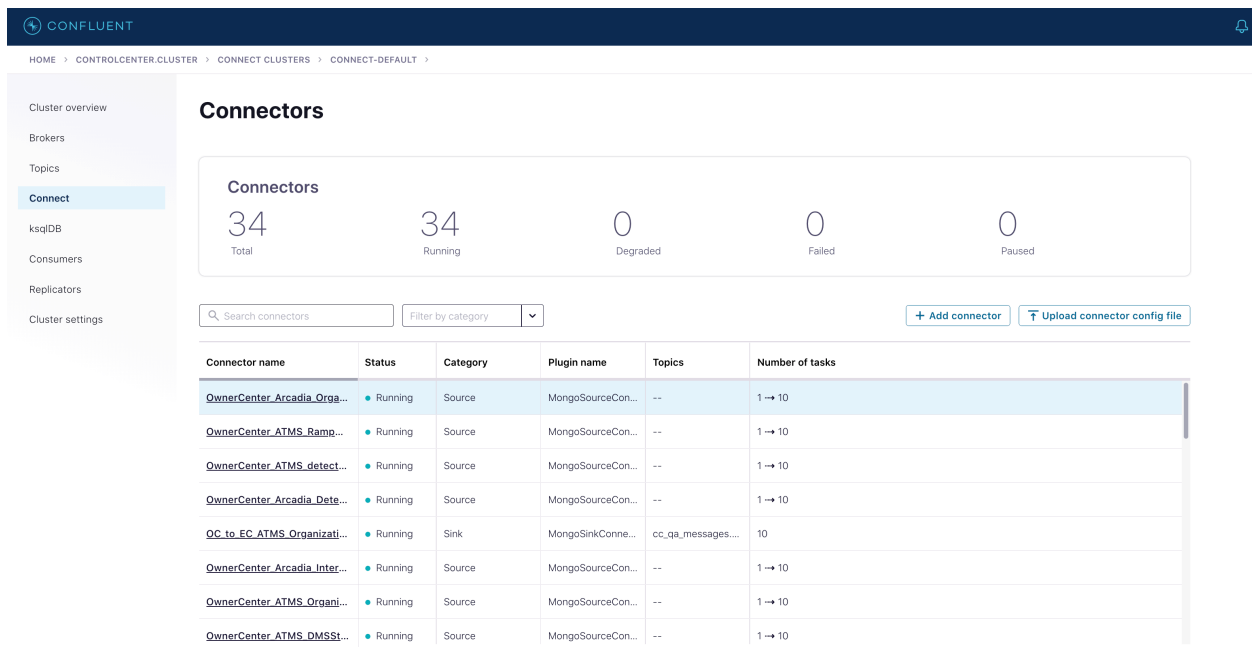 CONFLUENT
HOME > CONTROLCENTER.CLUSTER > CONNECT CLUSTERS > CONNECT-DEFAULT >
Cluster overview
Brokers
Topics
Connect
ksqlDB
Consumers
Replicators
Cluster settings
Connectors
Connectors
34 34 0 0 0
Total Running Degraded Failed Paused
Search connectors Filter by category + Add connector Upload connector config file
Connector name Status Category Plugin name Topics Number of tasks
OwnerCenter_Arcadia_Orga... Running Source MongoSourceCon... -- 1 ⇢ 10
OwnerCenter_ATMS_Ramp... Running Source MongoSourceCon... -- 1 ⇢ 10
OwnerCenter_ATMS_detect... Running Source MongoSourceCon... -- 1 ⇢ 10
OwnerCenter_Arcadia_Dete... Running Source MongoSourceCon... -- 1 ⇢ 10
OC_to_EC_ATMS_Organizati... Running Sink MongoSinkConne... cc_qa_messages.... 10
OwnerCenter_Arcadia_Inter... Running Source MongoSourceCon... -- 1 ⇢ 10
OwnerCenter_ATMS_Organi... Running Source MongoSourceCon... -- 1 ⇢ 10
OwnerCenter_ATMS_DMSSt... Running Source MongoSourceCon... -- 1 ⇢ 10